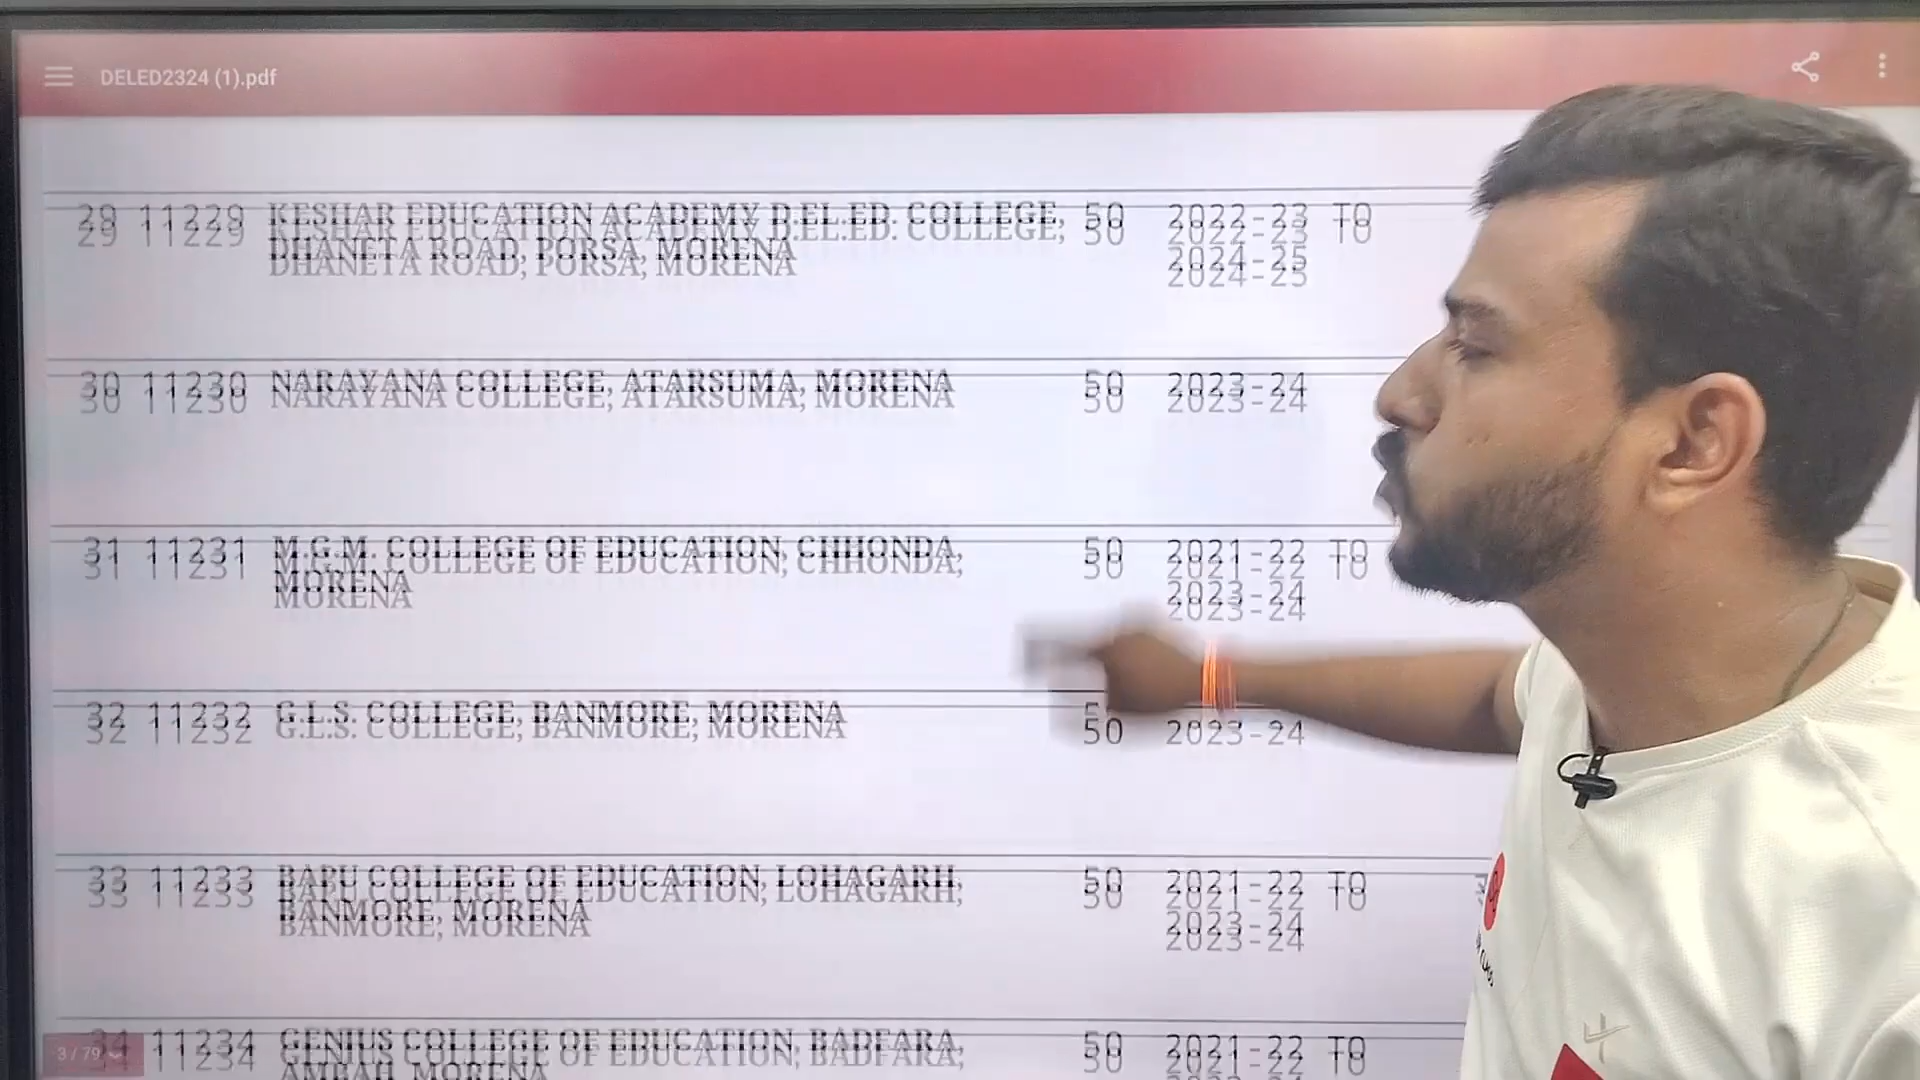 DELED2324 (1).pdf
29 11229 KESHAR EDUCATION ACADEMY D.EL.ED. COLLEGE, 50 2022-23 TO
DHANETA ROAD, PORSA, MORENA 2024-25
30 11230 NARAYANA COLLEGE, ATARSUMA, MORENA 50 2023-24
31 11231 M.G.M. COLLEGE OF EDUCATION, CHHONDA, 50 2021-22 TO
MORENA 2023-24
32 11232 G.L.S. COLLEGE, BANMORE, MORENA 50 2023-24
33 11233 BAPU COLLEGE OF EDUCATION, LOHAGARH, 50 2021-22 TO
BANMORE, MORENA 2023-24
34 11234 GENIUS COLLEGE OF EDUCATION, BADFARA, 50 2021-22 TO
AMBAH, MORENA
3 / 79